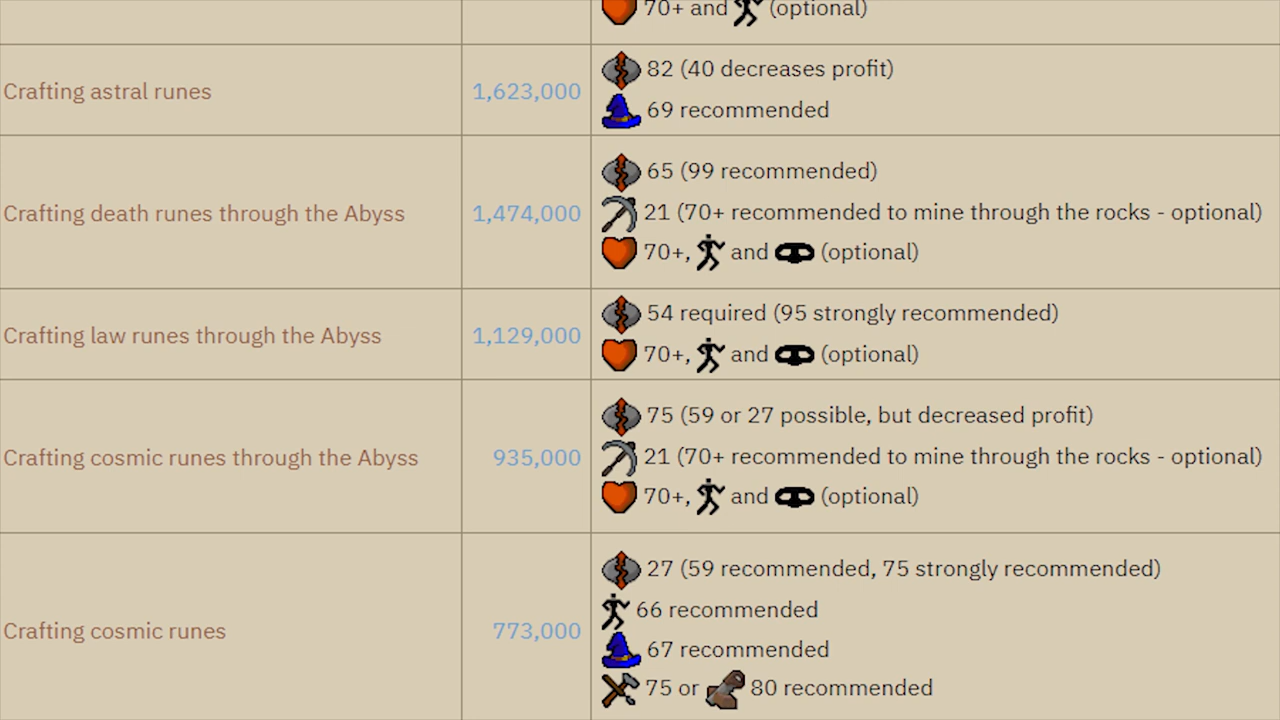 70+ and (optional)
Crafting astral runes
1,623,000
82 (40 decreases profit)
69 recommended
Crafting death runes through the Abyss
1,474,000
65 (99 recommended)
21 (70+ recommended to mine through the rocks - optional)
70+, and (optional)
Crafting law runes through the Abyss
1,129,000
54 required (95 strongly recommended)
70+, and (optional)
Crafting cosmic runes through the Abyss
935,000
75 (59 or 27 possible, but decreased profit)
21 (70+ recommended to mine through the rocks - optional)
70+, and (optional)
Crafting cosmic runes
773,000
27 (59 recommended, 75 strongly recommended)
66 recommended
67 recommended
75 or 80 recommended